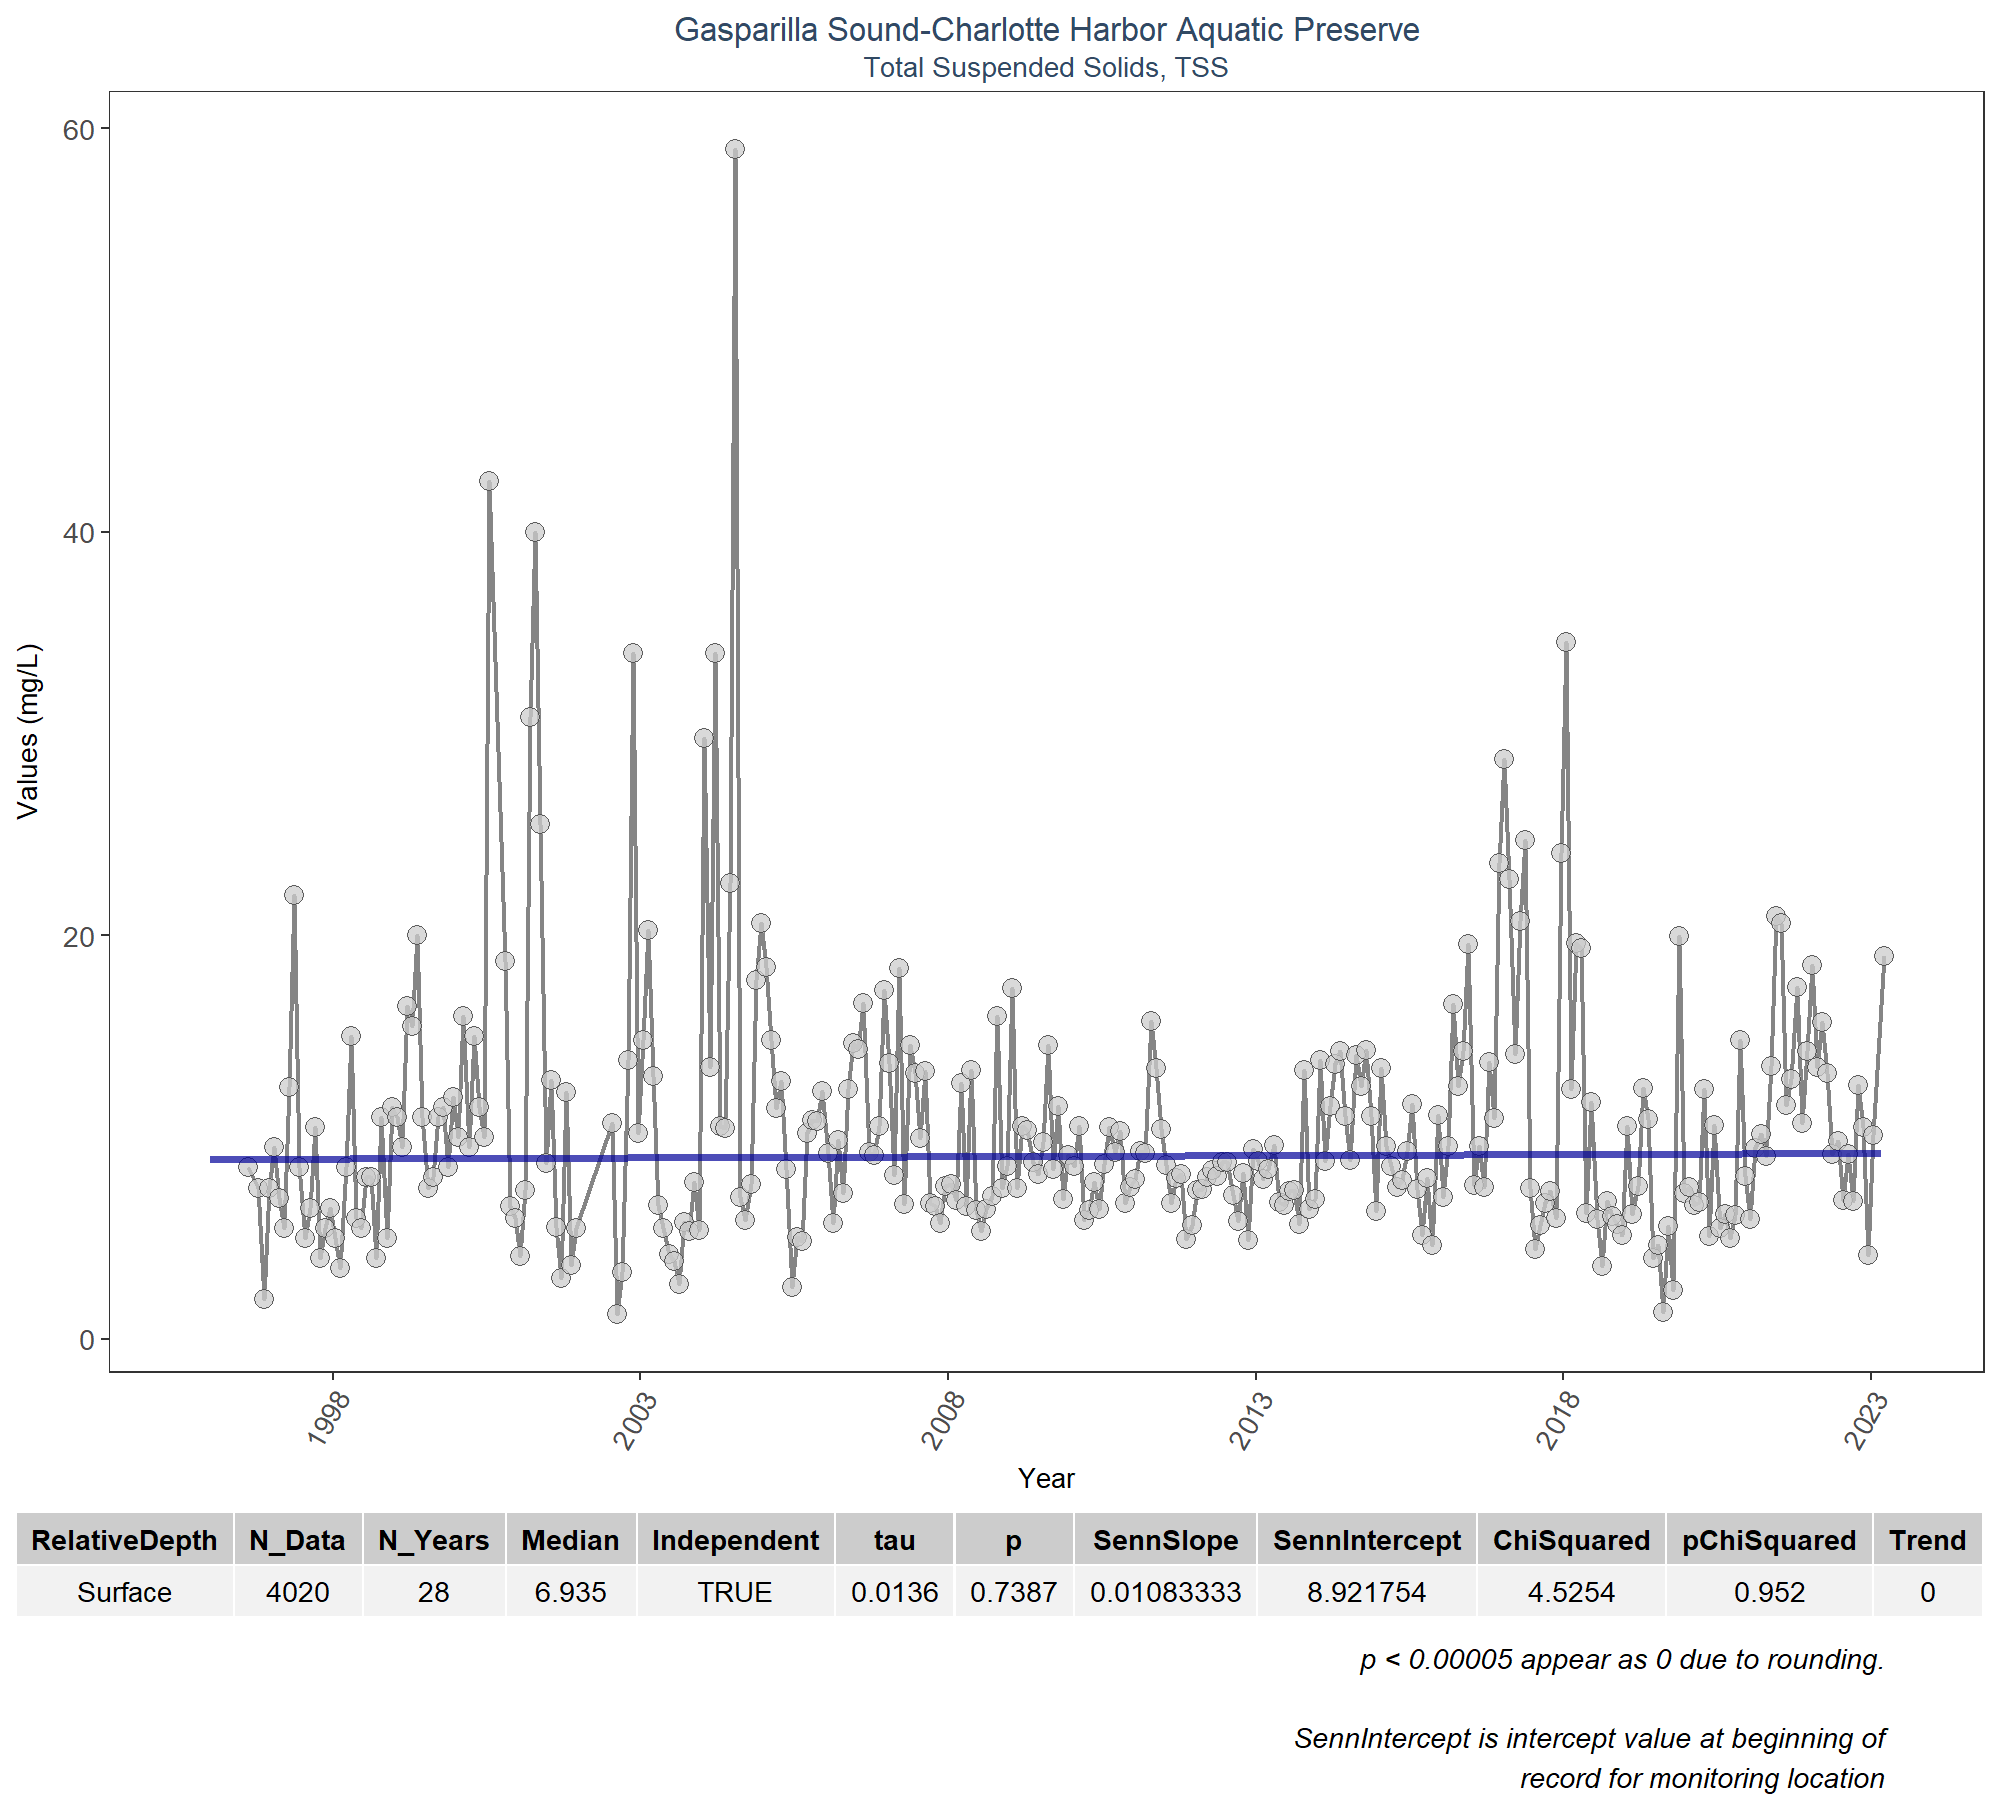 Gasparilla Sound-Charlotte Harbor Aquatic Preserve
Total Suspended Solids, TSS
Values (mg/L)
60
40
20
0
1998 2003 2008 2013 2018 2023
Year
RelativeDepth N_Data N_Years Median Independent tau p SennSlope SennIntercept ChiSquared pChiSquared Trend
Surface 4020 28 6.935 TRUE 0.0136 0.7387 0.01083333 8.921754 4.5254 0.952 0
p < 0.00005 appear as 0 due to rounding.
SennIntercept is intercept value at beginning of
record for monitoring location